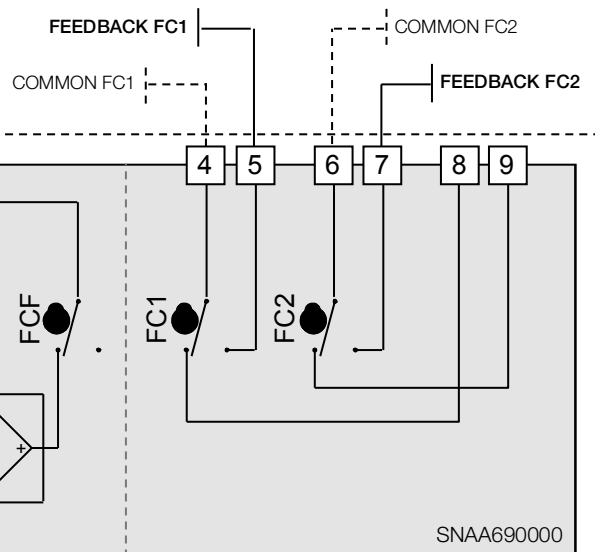 FEEDBACK FC1
COMMON FC2
COMMON FC1
FEEDBACK FC2
4
5
6
7
8
9
FCF
FC1
FC2
+
SNAA690000